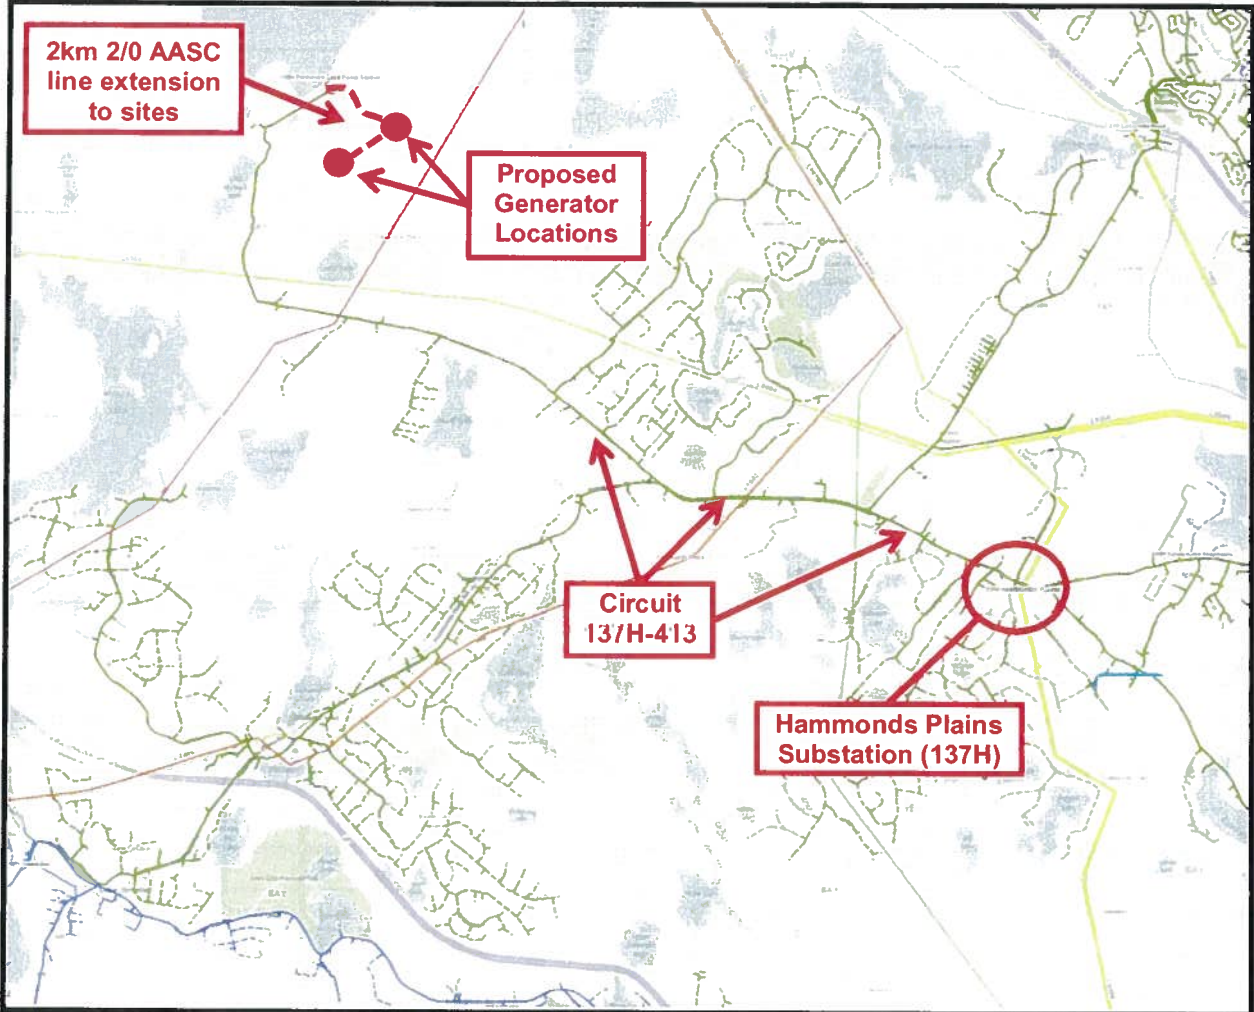 2km 2/0 AASC
line extension
to sites
Proposed
Generator
Locations
Circuit
137H-413
Hammonds Plains
Substation (137H)